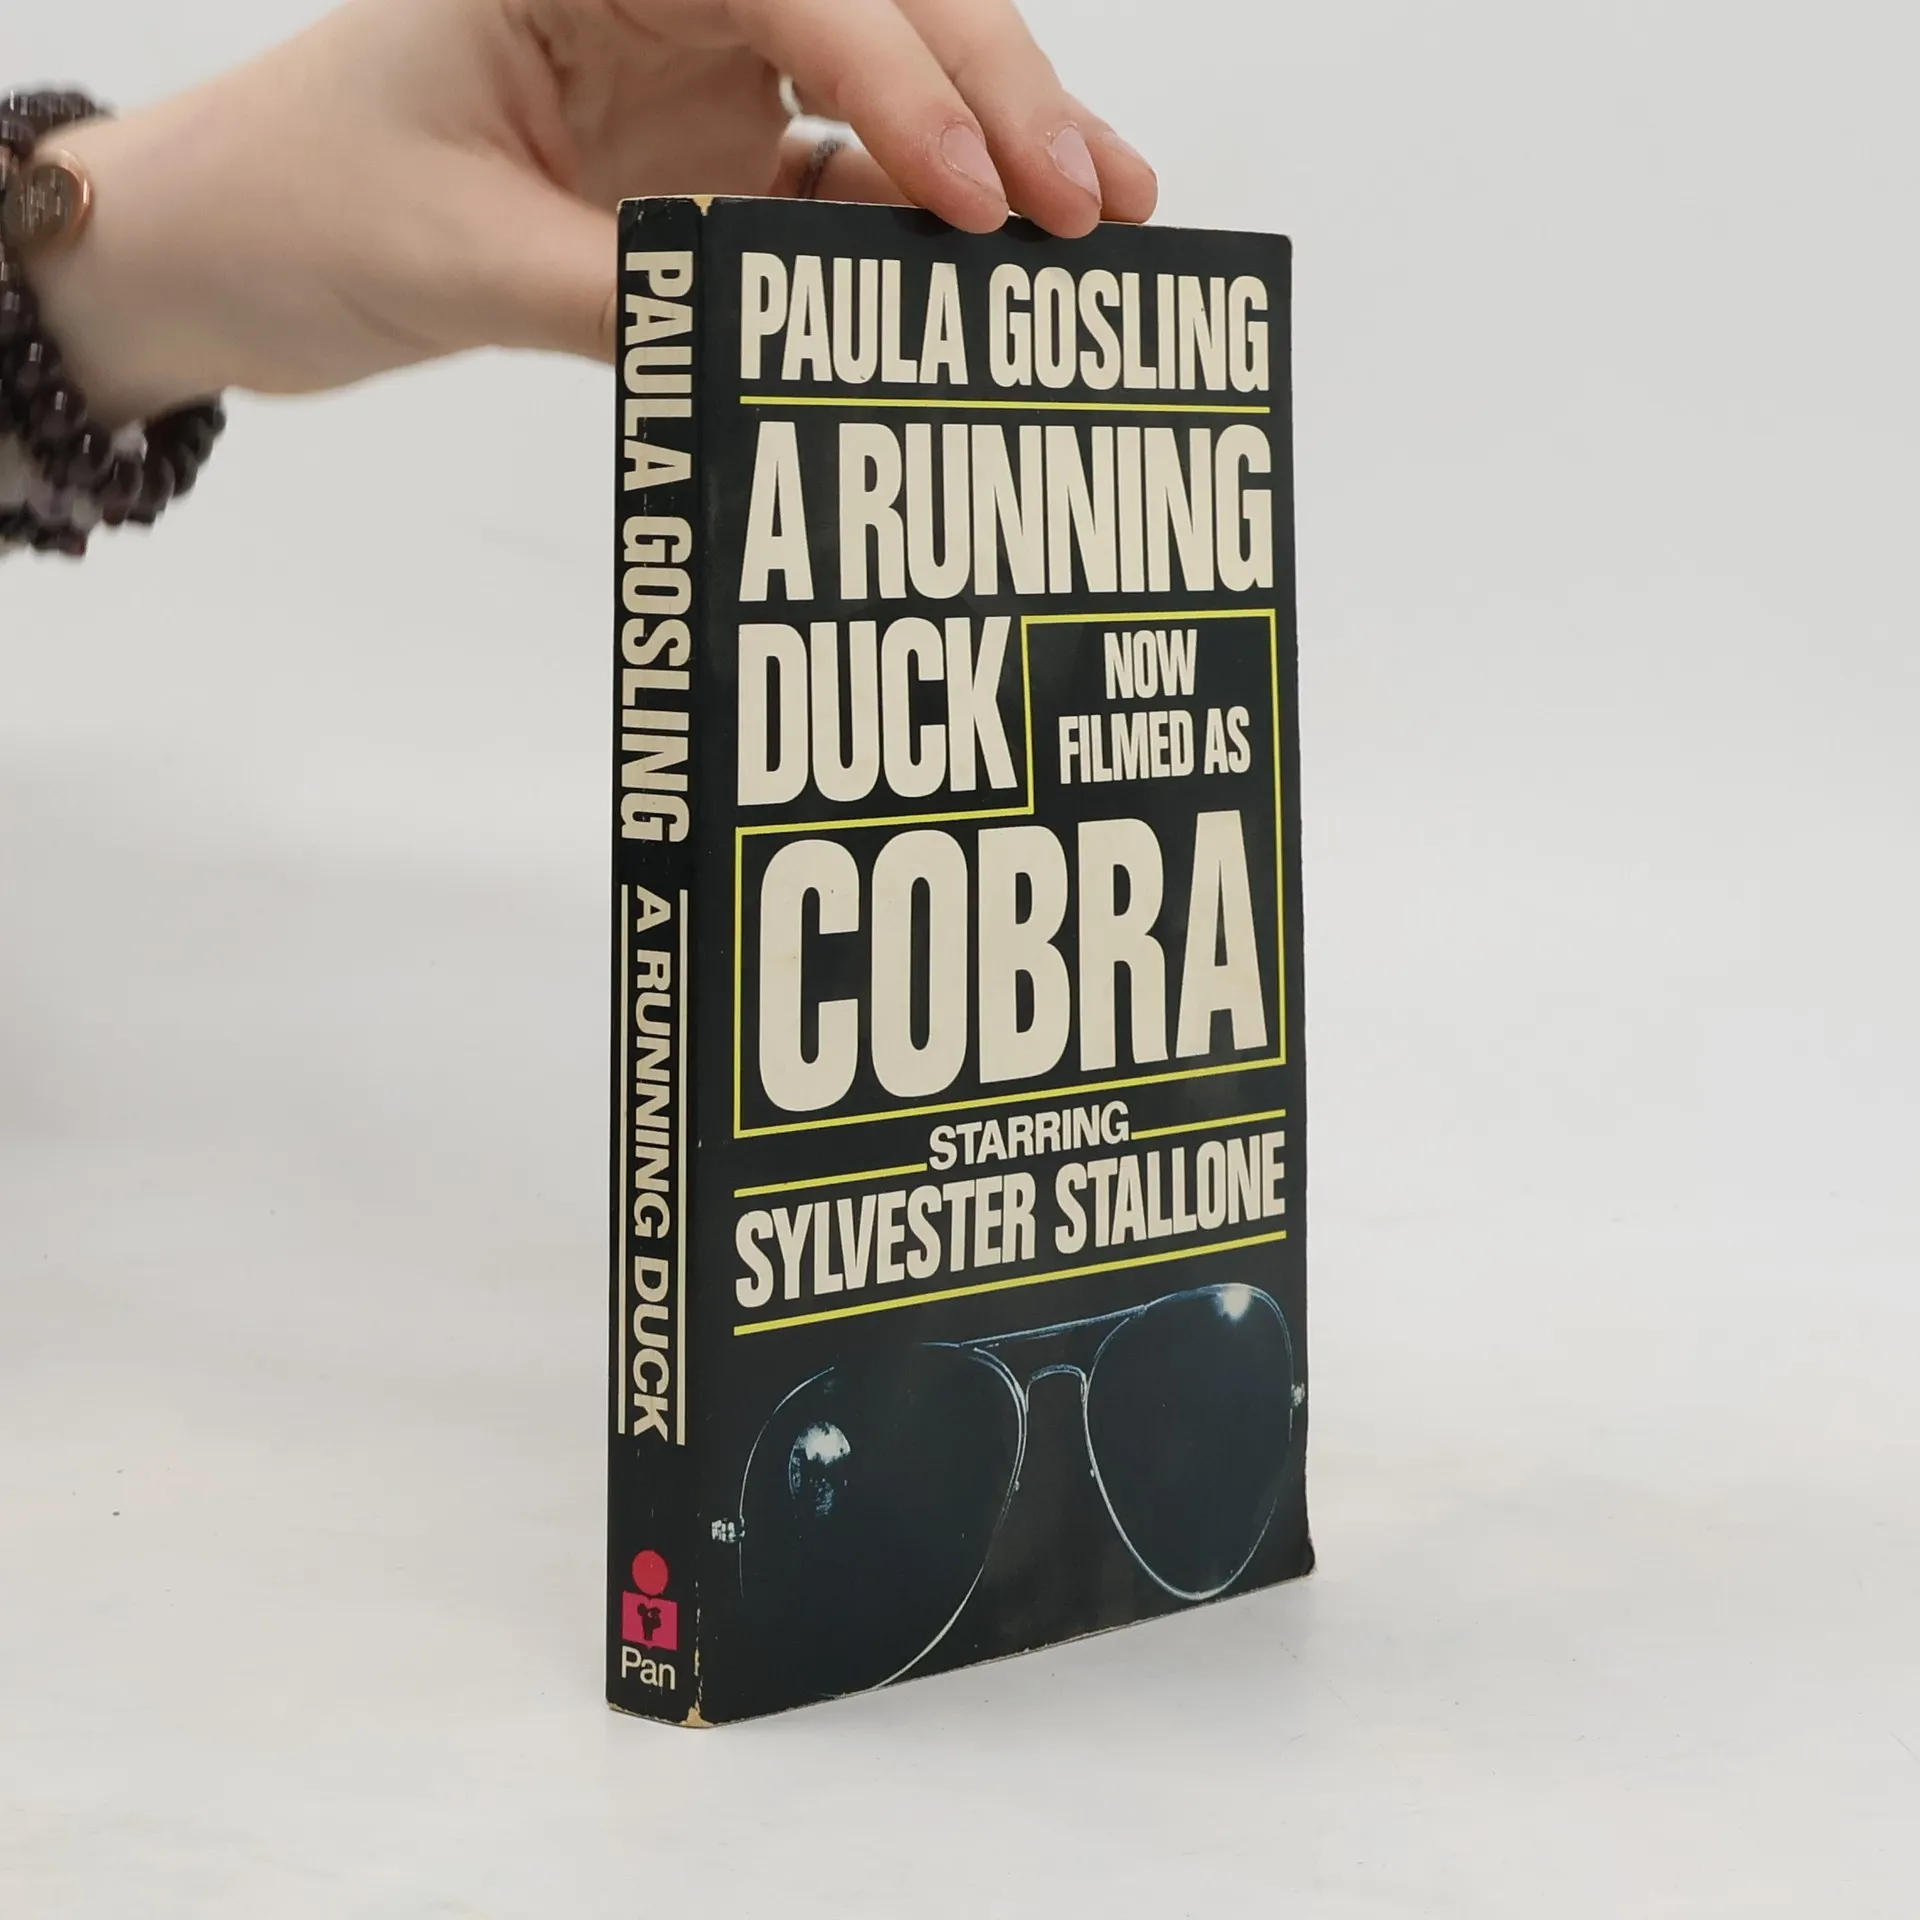 PAULA GOSLING A RUNNING DUCK
Pan
PAULA GOSLING
A RUNNING
DUCK
NOW
FILMED AS
COBRA
STARRING
SYLVESTER STALLONE